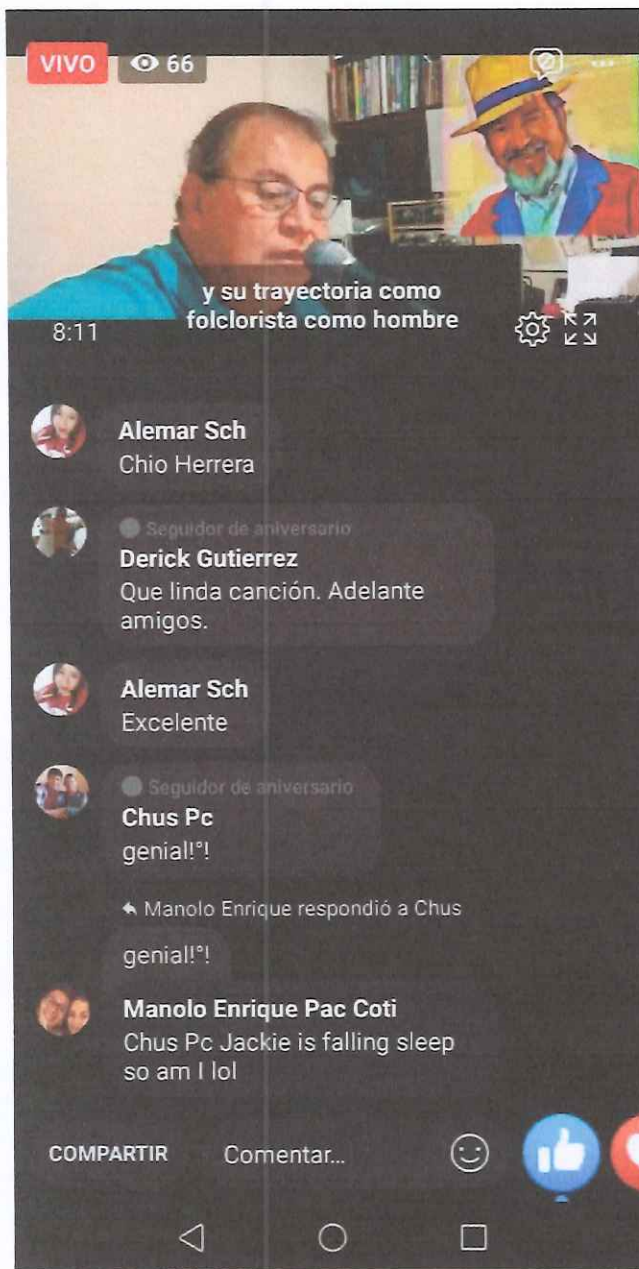 VIVO 66
y su trayectoria como
folclorista como hombre
8:11
Alemar Sch
Chio Herrera
Seguidor de aniversario
Derick Gutierrez
Que linda canción. Adelante
amigos.
Alemar Sch
Excelente
Seguidor de aniversario
Chus Pc
genial!°!
Manolo Enrique respondió a Chus
genial!°!
Manolo Enrique Pac Coti
Chus Pc Jackie is falling sleep
so am I lol
COMPARTIR Comentar...